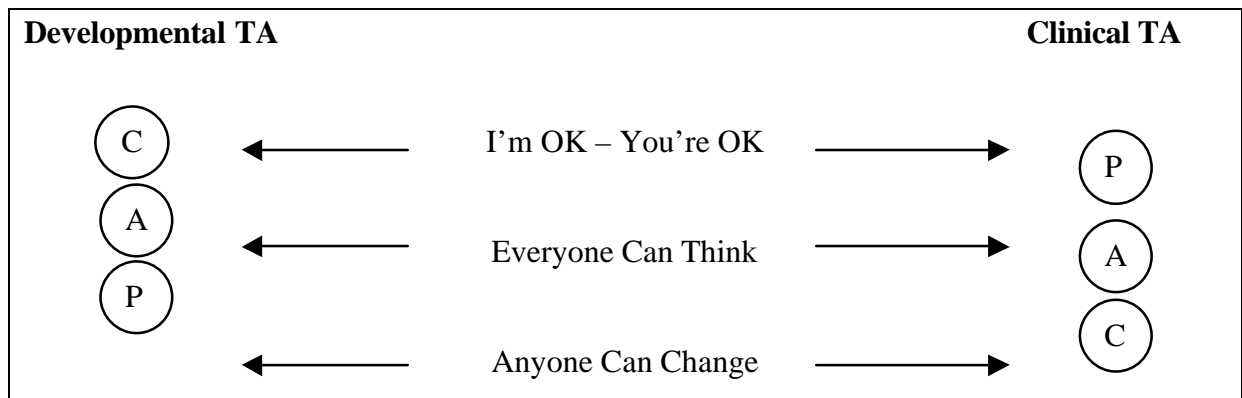 Developmental TA Clinical TA
C I'm OK – You're OK P
A Everyone Can Think A
P Anyone Can Change C